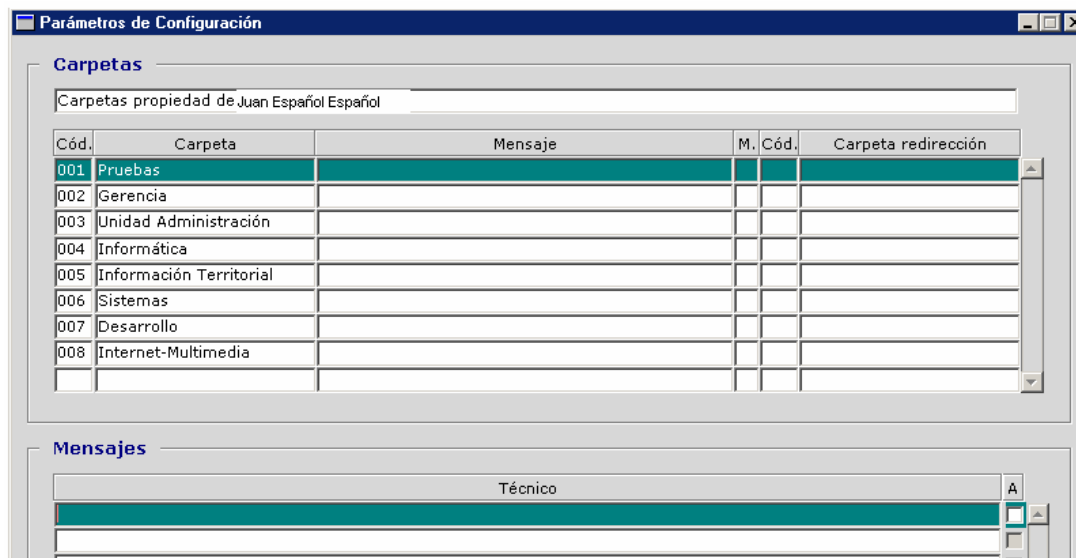 Parámetros de Configuración
Carpetas
Carpetas propiedad de Juan Español Español
Cód. Carpeta Mensaje M. Cód. Carpeta redirección
001 Pruebas
002 Gerencia
003 Unidad Administración
004 Informática
005 Información Territorial
006 Sistemas
007 Desarrollo
008 Internet-Multimedia
Mensajes
Técnico A